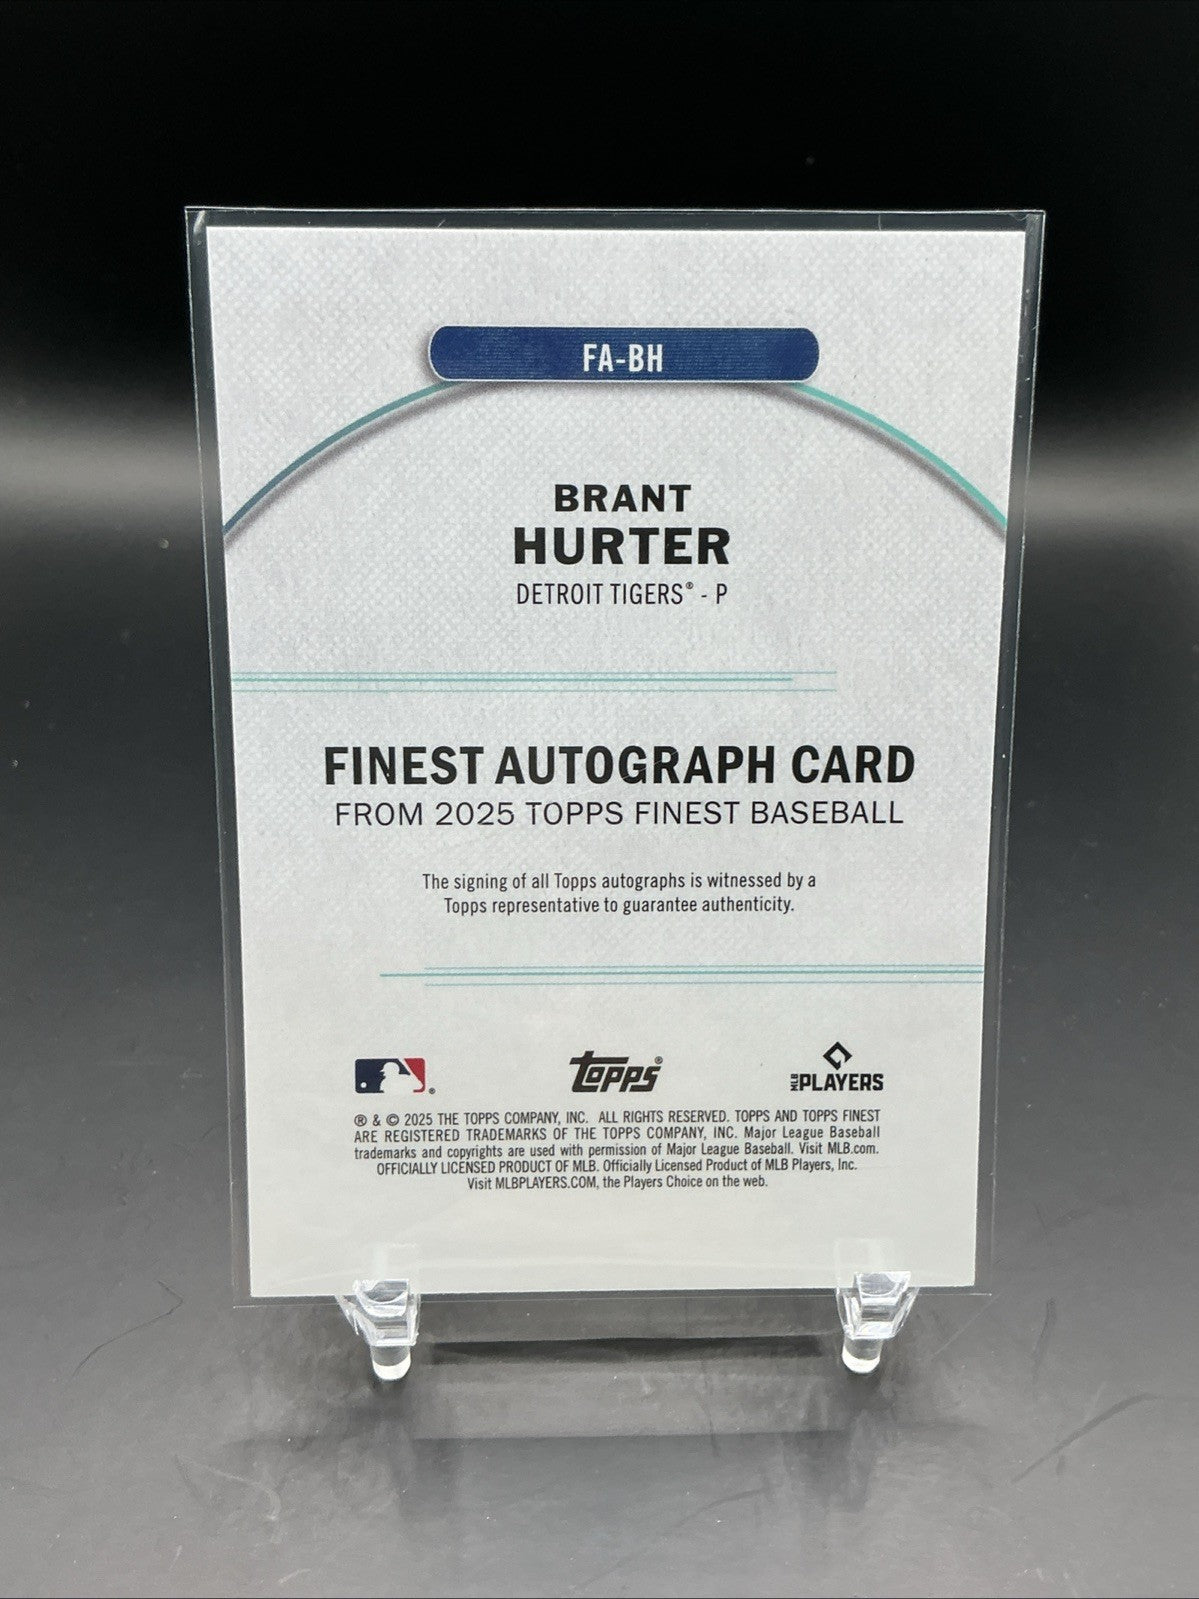 FA-BH
BRANT
HURTER
DETROIT TIGERS® - P
FINEST AUTOGRAPH CARD
FROM 2025 TOPPS FINEST BASEBALL
The signing of all Topps autographs is witnessed by a
Topps representative to guarantee authenticity.
® topps® MLB PLAYERS
® & © 2025 THE TOPPS COMPANY, INC. ALL RIGHTS RESERVED. TOPPS AND TOPPS FINEST
ARE REGISTERED TRADEMARKS OF THE TOPPS COMPANY, INC. Major League Baseball
trademarks and copyrights are used with permission of Major League Baseball. Visit MLB.com.
OFFICIALLY LICENSED PRODUCT OF MLB. Officially Licensed Product of MLB Players, Inc.
Visit MLBPLAYERS.COM, the Players Choice on the web.